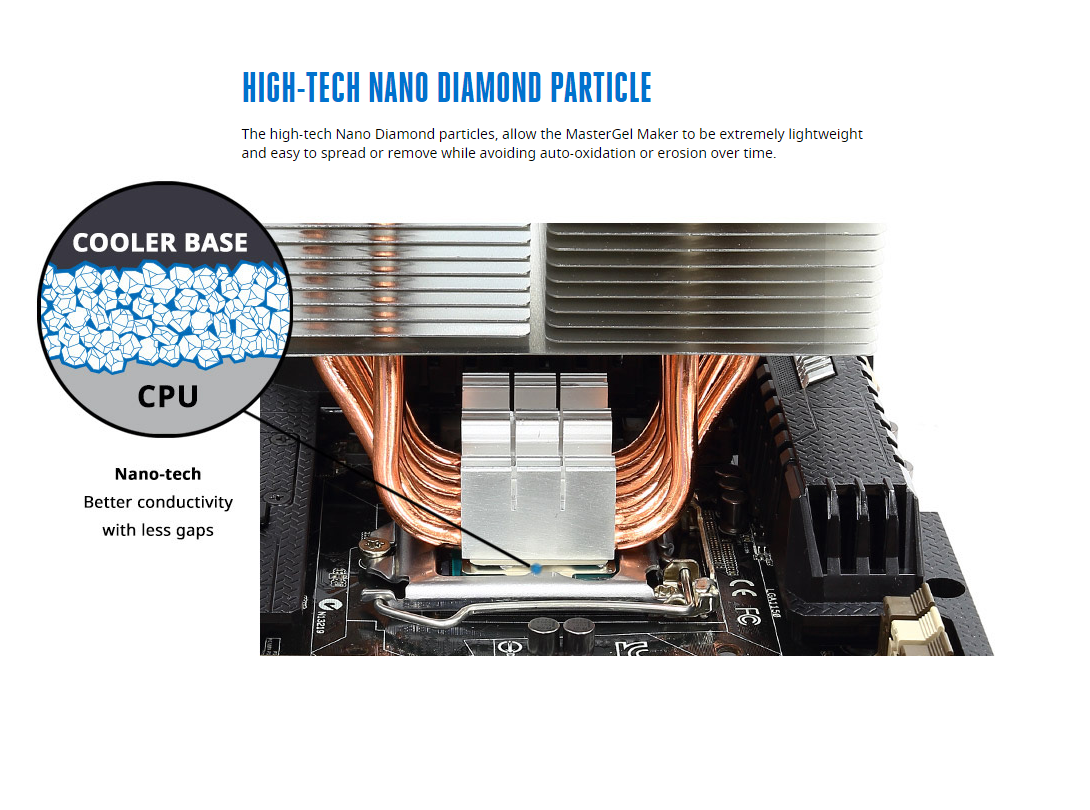 HIGH-TECH NANO DIAMOND PARTICLE
The high-tech Nano Diamond particles, allow the MasterGel Maker to be extremely lightweight
and easy to spread or remove while avoiding auto-oxidation or erosion over time.
COOLER BASE
CPU
Nano-tech
Better conductivity
with less gaps
N13219
CE FC
LGA1150